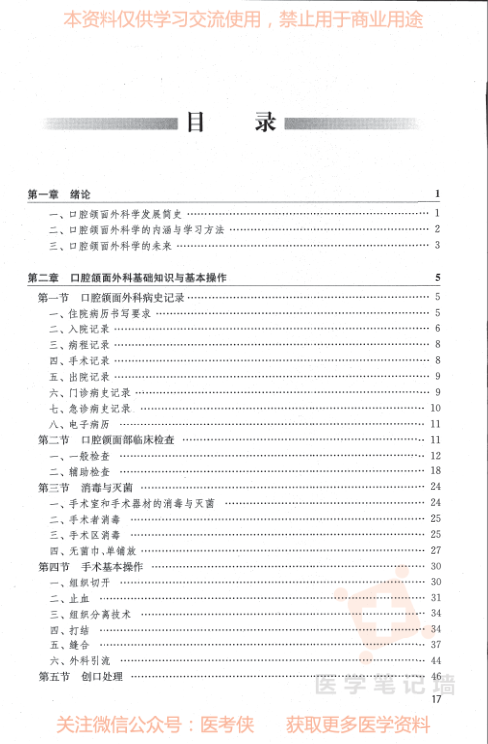 本资料仅供学习交流使用，禁止用于商业用途
目 录
第一章 绪论 1
一、口腔颌面外科学发展简史 1
二、口腔颌面外科学的内涵与学习方法 2
三、口腔颌面外科学的未来 3
第二章 口腔颌面外科基础知识与基本操作 5
第一节 口腔颌面外科病史记录 5
一、住院病历书写要求 5
二、入院记录 6
三、病程记录 8
四、手术记录 8
五、出院记录 9
六、门诊病史记录 9
七、急诊病史记录 10
八、电子病历 11
第二节 口腔颌面部临床检查 11
一、一般检查 12
二、辅助检查 18
第三节 消毒与灭菌 24
一、手术室和手术器材的消毒与灭菌 24
二、手术者消毒 25
三、手术区消毒 25
四、无菌巾、单铺放 27
第四节 手术基本操作 30
一、组织切开 30
二、止血 31
三、组织分离技术 34
四、打结 34
五、缝合 37
六、外科引流 44
第五节 创口处理 46
医学笔记墙
17
关注微信公众号：医考侠 获取更多医学资料